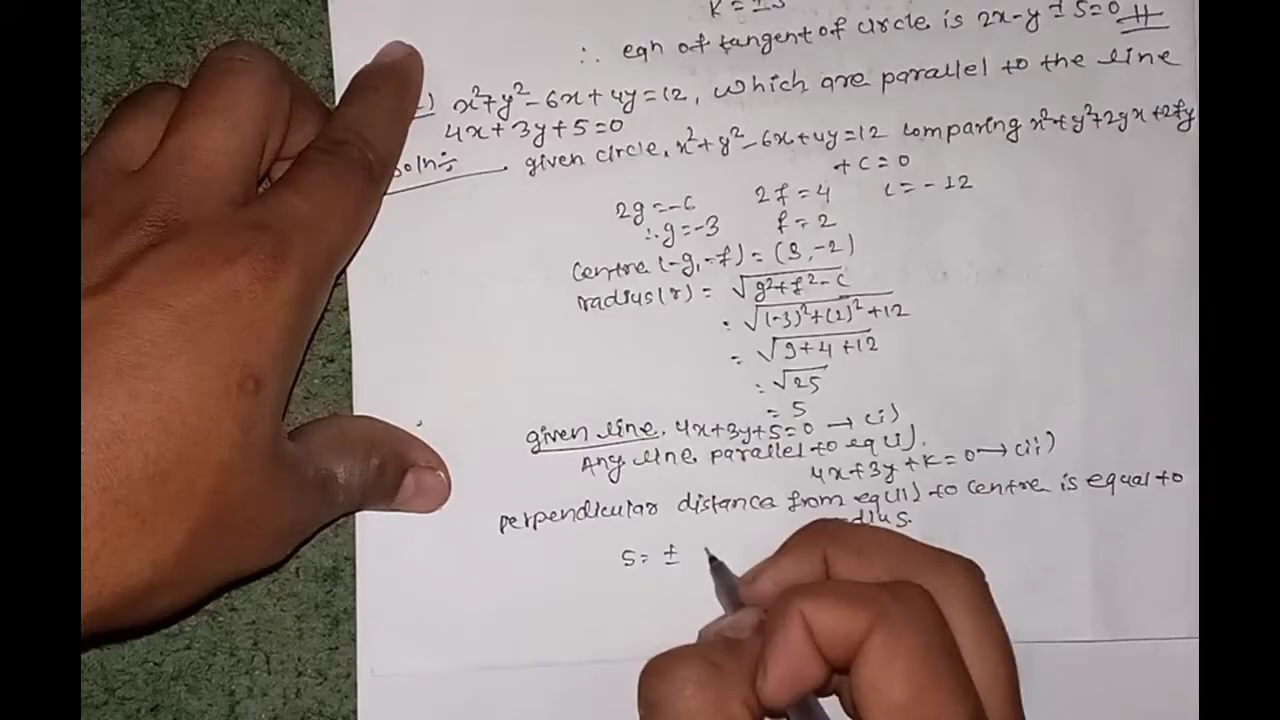 K = ±5
∴ eqn of tangent of circle is 2x-y ± 5=0 #
x²+y²-6x+4y=12, which are parallel to the line
4x+3y+5=0
soln÷ given circle, x²+y²-6x+4y=12 comparing x²+y²+2gx+2fy
+c=0
2g=-6 2f=4 c=-12
∴g=-3 f=2
centre (-g,-f) = (3,-2)
radius(r) = √g²+f²-c
= √(-3)²+(2)²+12
= √9+4+12
= √25
= 5
given line, 4x+3y+5=0 → (i)
Any line parallel to eq(i).
4x+3y+k=0 → (ii)
perpendicular distance from eq(ii) to centre is equal to
5= ±